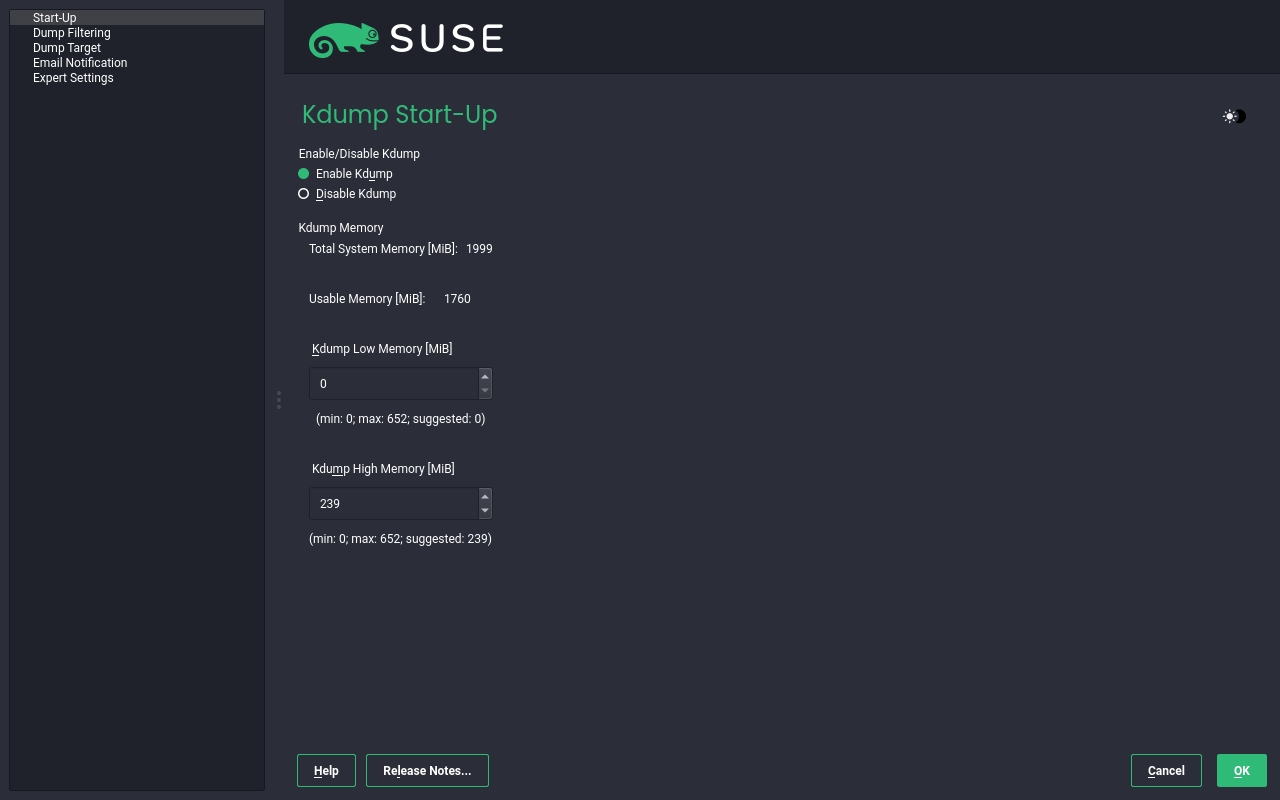 Start-Up
Dump Filtering
Dump Target
Email Notification
Expert Settings
SUSE
Kdump Start-Up
Enable/Disable Kdump
Enable Kdump
Disable Kdump
Kdump Memory
Total System Memory [MiB]: 1999
Usable Memory [MiB]: 1760
Kdump Low Memory [MiB]
0
(min: 0; max: 652; suggested: 0)
Kdump High Memory [MiB]
239
(min: 0; max: 652; suggested: 239)
Help Release Notes... Cancel OK